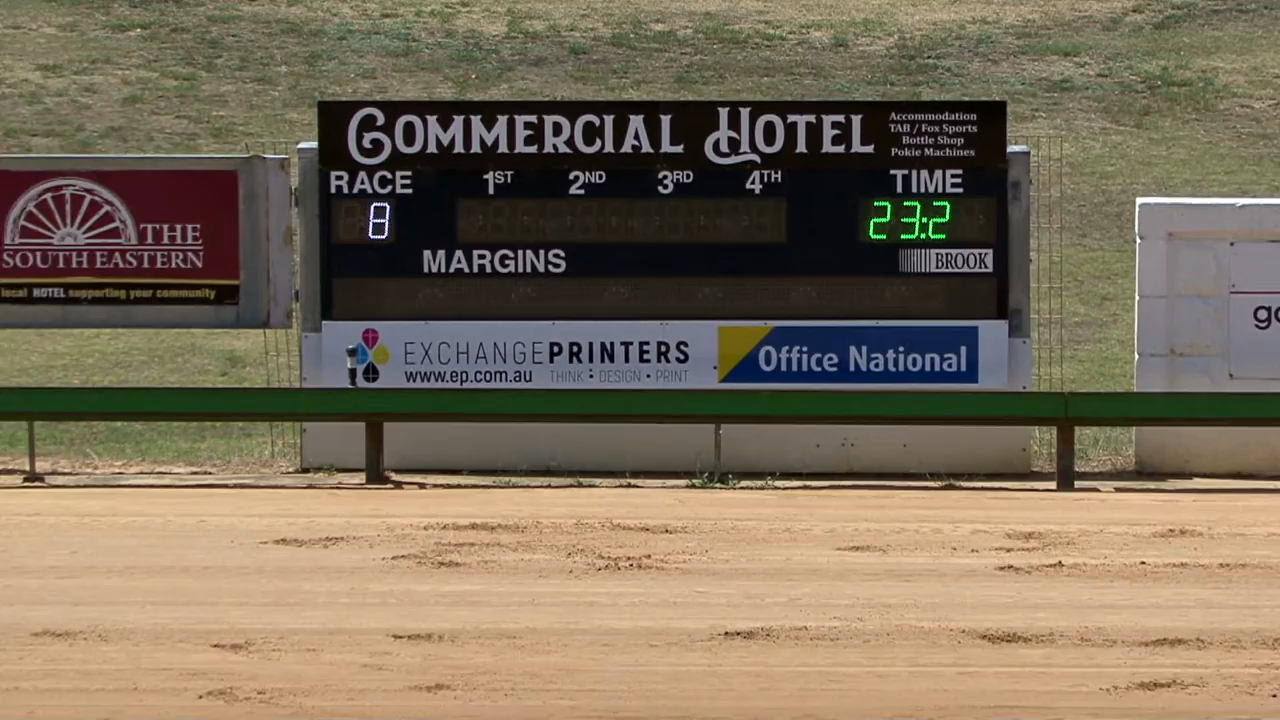 COMMERCIAL HOTEL
Accommodation
TAB / Fox Sports
Bottle Shop
Pokie Machines
RACE 1ST 2ND 3RD 4TH TIME
8 23:2
MARGINS BROOK
THE
SOUTH EASTERN
local HOTEL supporting your community
EXCHANGEPRINTERS
www.ep.com.au THINK : DESIGN • PRINT
Office National